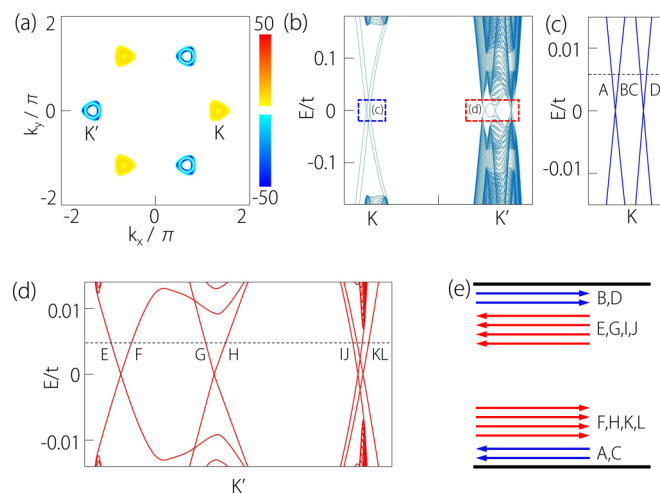 (a)
2
0
-2
-2
0
2
k_y / π
k_x / π
K′
K
50
0
-50
(b)
E/t
0.1
0
-0.1
(c)
(d)
K
K′
(c)
E/t
0.01
0
-0.01
A
BC
D
K
(d)
E/t
0.01
0
-0.01
E
F
G
H
IJ
KL
K′
(e)
B,D
E,G,I,J
F,H,K,L
A,C